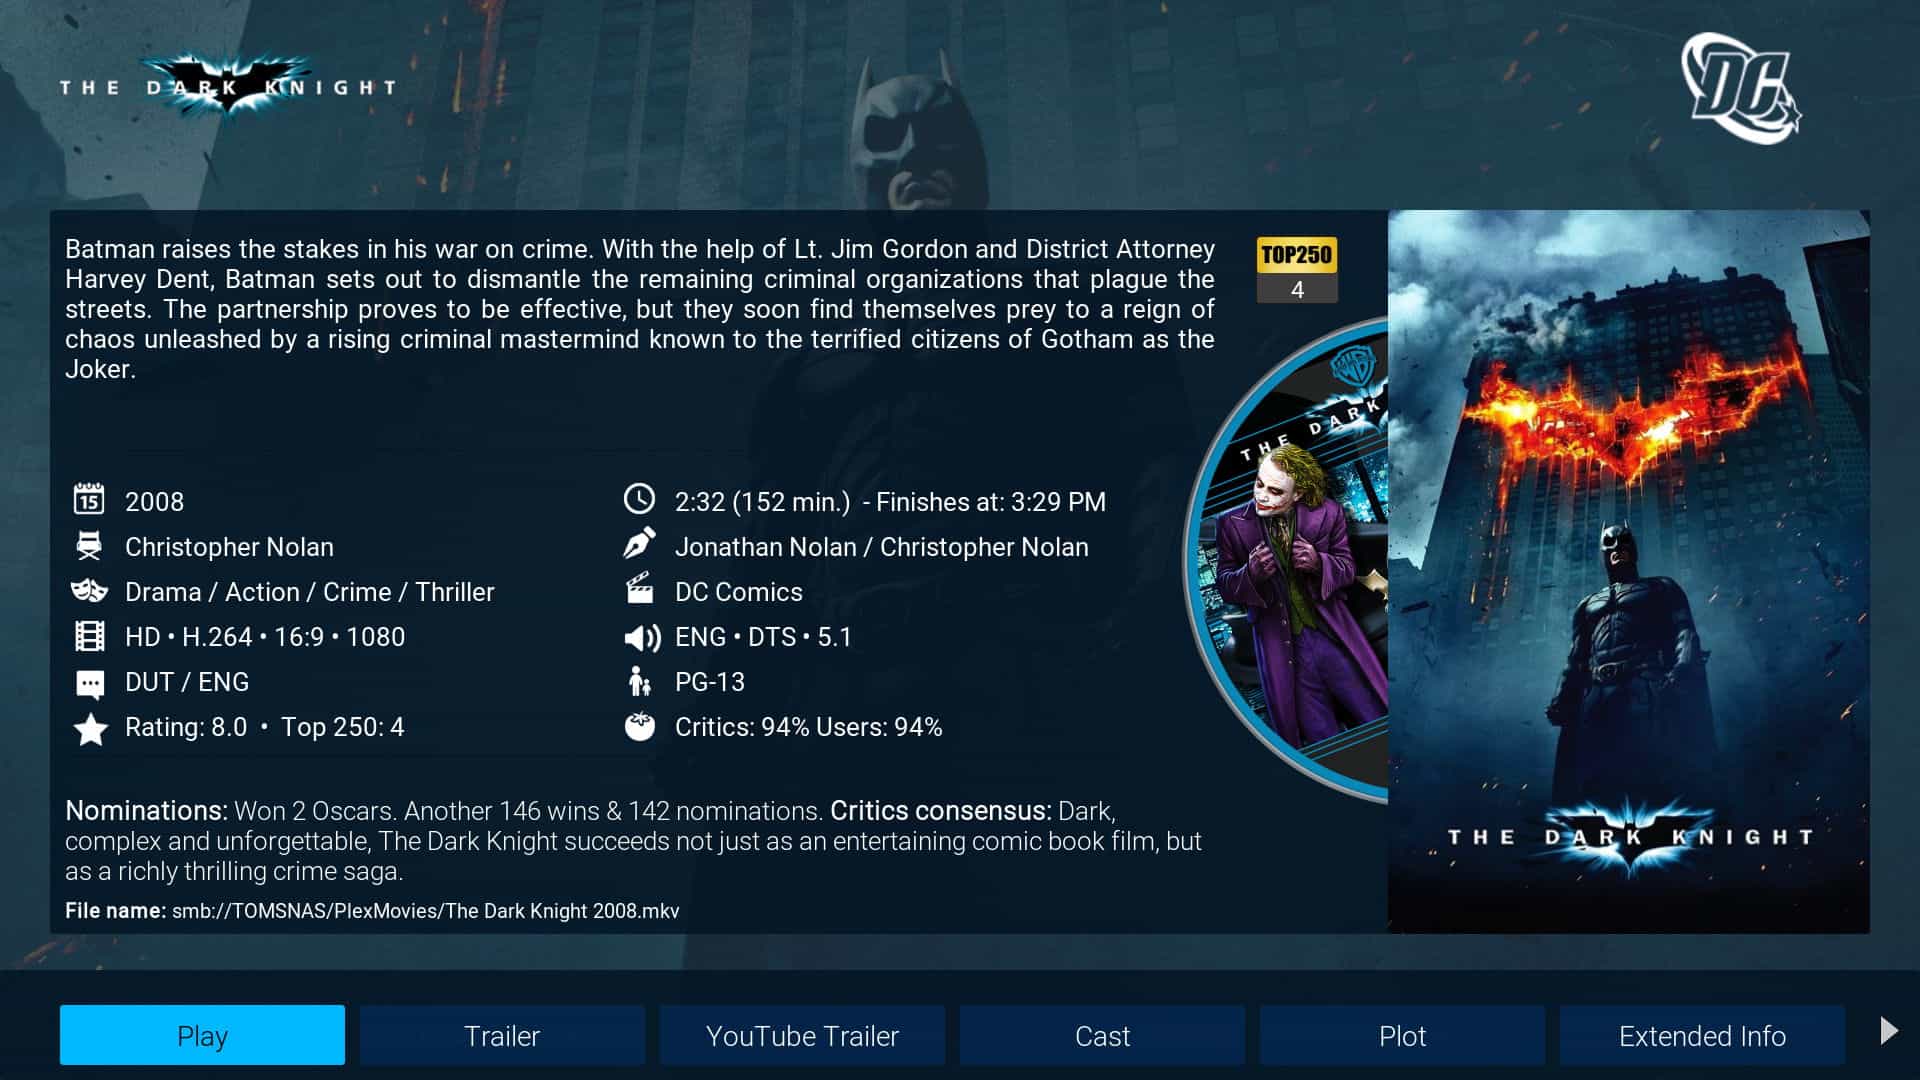 THE DARK KNIGHT
DC
Batman raises the stakes in his war on crime. With the help of Lt. Jim Gordon and District Attorney
Harvey Dent, Batman sets out to dismantle the remaining criminal organizations that plague the
streets. The partnership proves to be effective, but they soon find themselves prey to a reign of
chaos unleashed by a rising criminal mastermind known to the terrified citizens of Gotham as the
Joker.
TOP250
4
WB
THE DARK
15
2008
2:32 (152 min.) - Finishes at: 3:29 PM
Christopher Nolan
Jonathan Nolan / Christopher Nolan
Drama / Action / Crime / Thriller
DC Comics
HD • H.264 • 16:9 • 1080
ENG • DTS • 5.1
DUT / ENG
PG-13
Rating: 8.0 • Top 250: 4
Critics: 94% Users: 94%
Nominations: Won 2 Oscars. Another 146 wins & 142 nominations. Critics consensus: Dark,
complex and unforgettable, The Dark Knight succeeds not just as an entertaining comic book film, but
as a richly thrilling crime saga.
File name: smb://TOMSNAS/PlexMovies/The Dark Knight 2008.mkv
THE DARK KNIGHT
Play
Trailer
YouTube Trailer
Cast
Plot
Extended Info